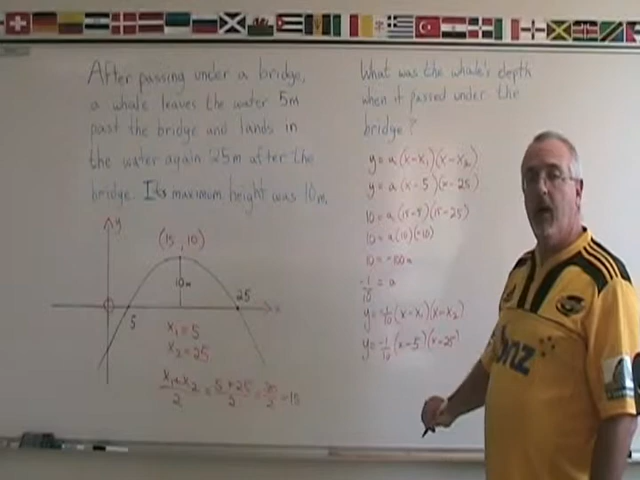 After passing under a bridge,
a whale leaves the water 5m
past the bridge and lands in
the water again 25m after the
bridge. Its maximum height was 10m.
y
(15, 10)
10m
5
25
x
x₁=5
x₂=25
x₁+x₂/2 = 5+25/2 = 30/2 = 15
What was the whale's depth
when it passed under the
bridge?
y=a(x-x₁)(x-x₂)
y=a(x-5)(x-25)
10=a(15-5)(15-25)
10=a(10)(-10)
10=-100a
-1/10=a
y=-1/10(x-x₁)(x-x₂)
y=-1/10(x-5)(x-25)
bnz